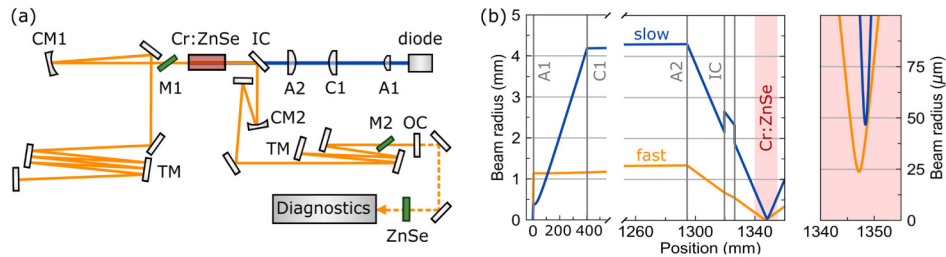 (a)
CM1
Cr:ZnSe
IC
diode
M1
A2
C1
A1
CM2
M2
OC
TM
TM
Diagnostics
ZnSe
(b)
Beam radius (mm)
5
4
3
2
1
0
slow
fast
A1
C1
A2
IC
Cr:ZnSe
0
200
400
1260
1300
1340
Position (mm)
75
50
25
0
Beam radius (µm)
1340
1350